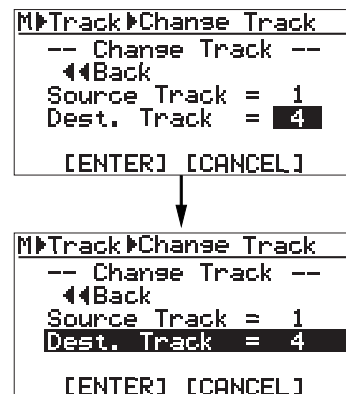 M▶Track▶Change Track
-- Change Track --
◀◀Back
Source Track = 1
Dest. Track = 4
[ENTER] [CANCEL]
M▶Track▶Change Track
-- Change Track --
◀◀Back
Source Track = 1
Dest. Track = 4
[ENTER] [CANCEL]